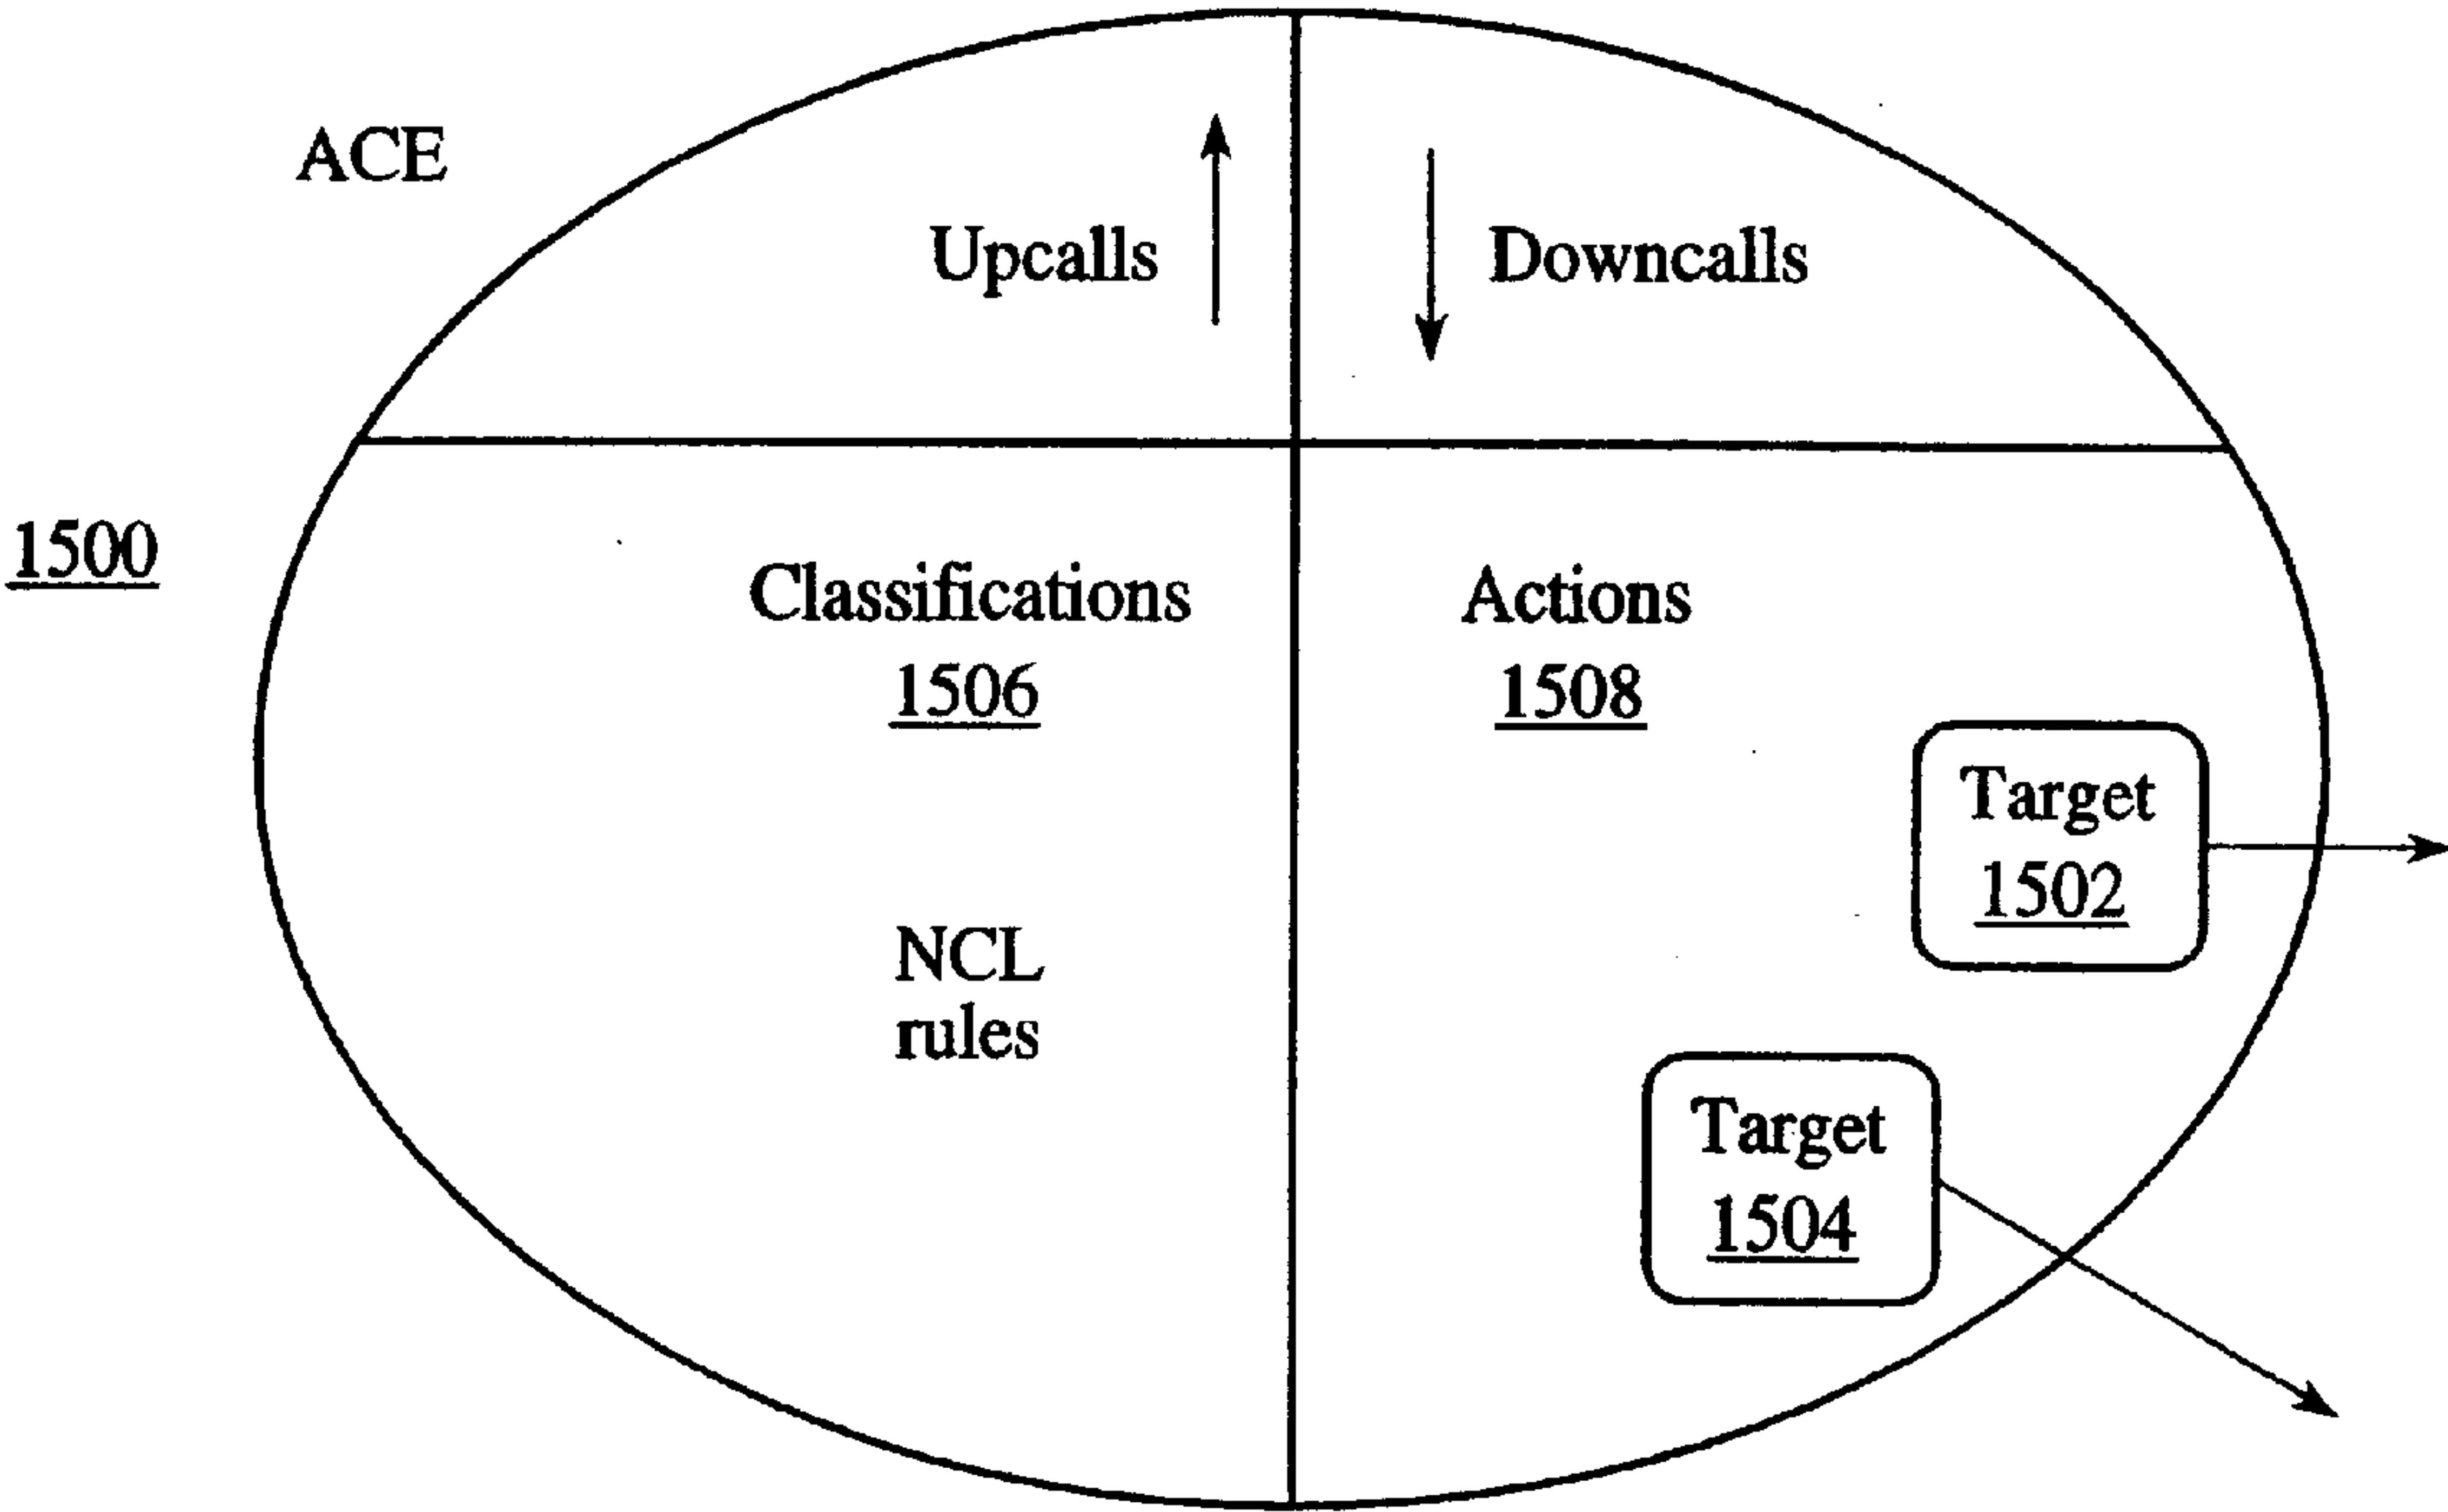 ACE
Upcalls
Downcalls
1500
Classifications
1506
Actions
1508
Target
1502
NCL
rules
Target
1504